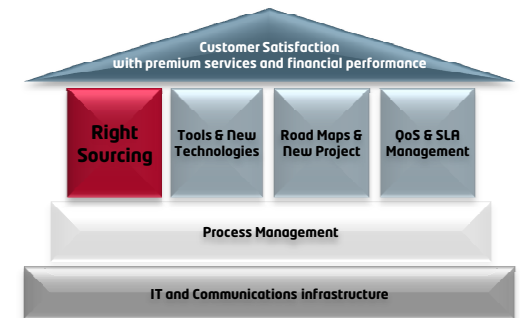 Customer Satisfaction
with premium services and financial performance
Right
Sourcing
Tools & New
Technologies
Road Maps &
New Project
QoS & SLA
Management
Process Management
IT and Communications infrastructure